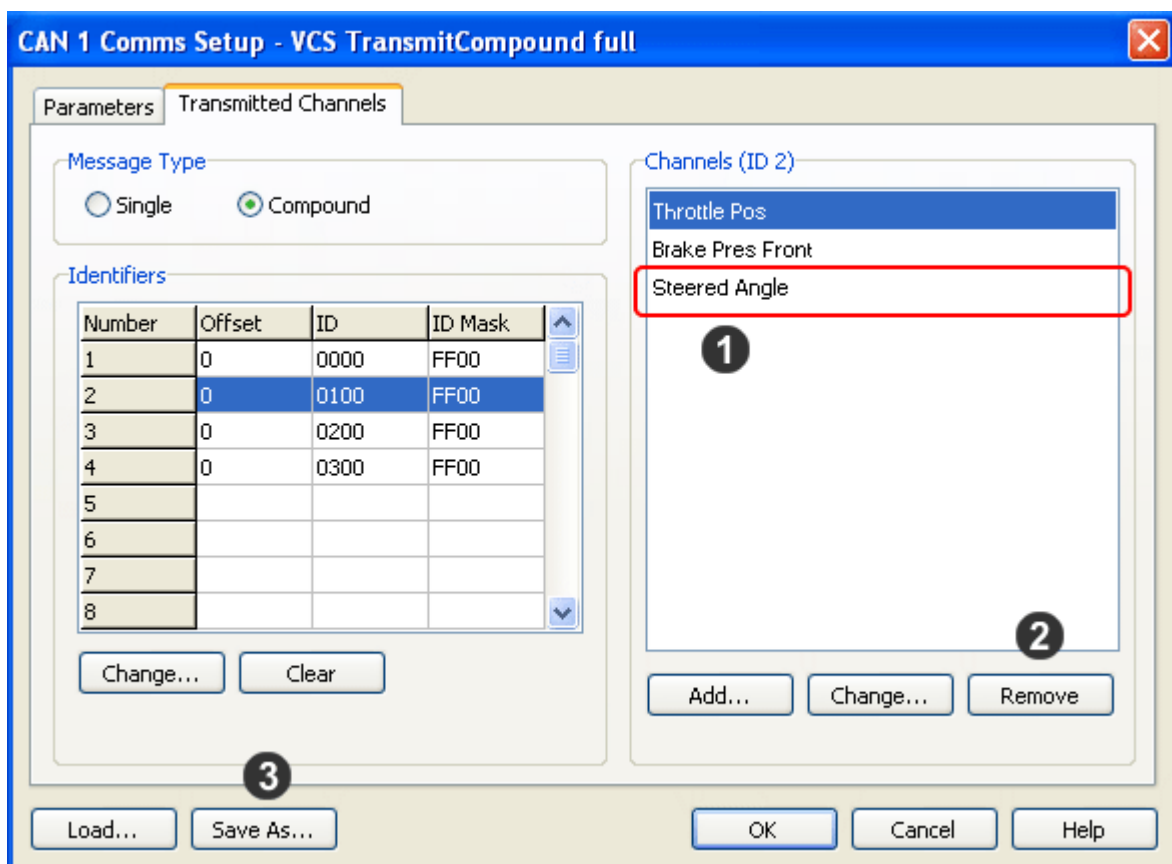 CAN 1 Comms Setup - VCS TransmitCompound full
Parameters
Transmitted Channels
Message Type
Single
Compound
Identifiers
Number Offset ID ID Mask
1 0 0000 FF00
2 0 0100 FF00
3 0 0200 FF00
4 0 0300 FF00
5
6
7
8
Change...
Clear
Channels (ID 2)
Throttle Pos
Brake Pres Front
Steered Angle
1
2
Add...
Change...
Remove
3
Load...
Save As...
OK
Cancel
Help